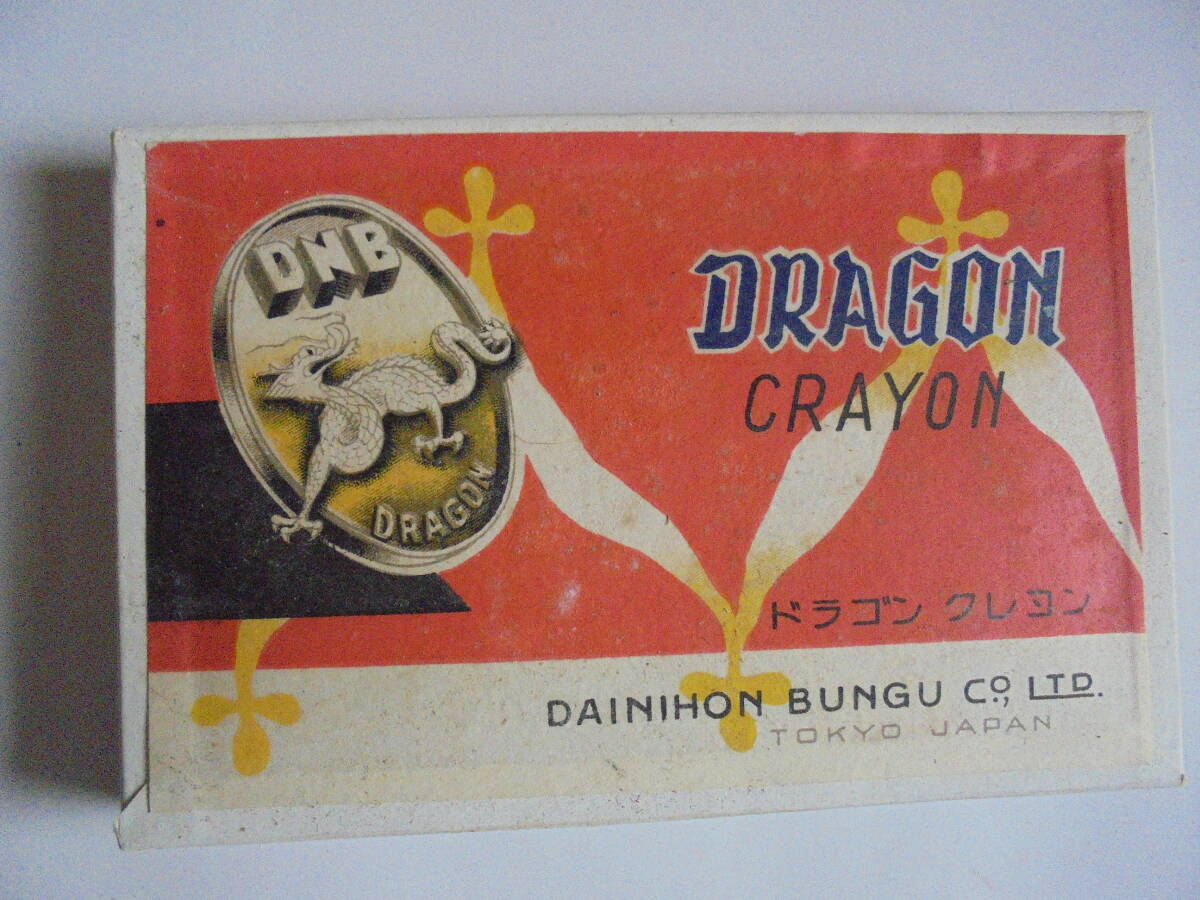 DNB
DRAGON
DRAGON
CRAYON
ドラゴン クレヨン
DAINIHON BUNGU CO., LTD.
TOKYO JAPAN